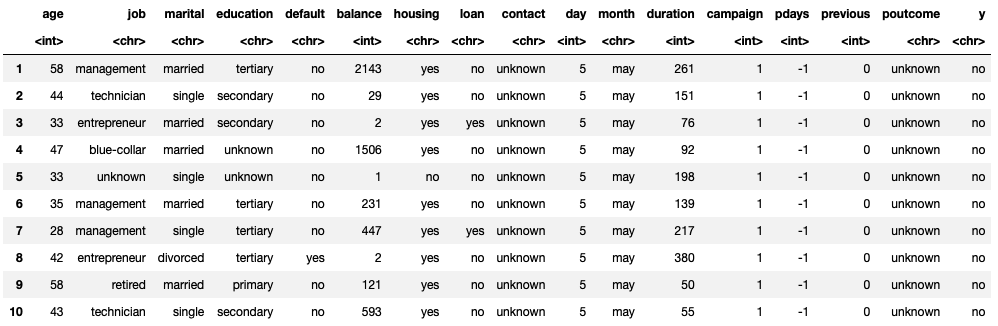 age job marital education default balance housing loan contact day month duration campaign pdays previous poutcome y
<int> <chr> <chr> <chr> <chr> <int> <chr> <chr> <chr> <int> <chr> <int> <int> <int> <int> <chr> <chr>
1 58 management married tertiary no 2143 yes no unknown 5 may 261 1 -1 0 unknown no
2 44 technician single secondary no 29 yes no unknown 5 may 151 1 -1 0 unknown no
3 33 entrepreneur married secondary no 2 yes yes unknown 5 may 76 1 -1 0 unknown no
4 47 blue-collar married unknown no 1506 yes no unknown 5 may 92 1 -1 0 unknown no
5 33 unknown single unknown no 1 no no unknown 5 may 198 1 -1 0 unknown no
6 35 management married tertiary no 231 yes no unknown 5 may 139 1 -1 0 unknown no
7 28 management single tertiary no 447 yes yes unknown 5 may 217 1 -1 0 unknown no
8 42 entrepreneur divorced tertiary yes 2 yes no unknown 5 may 380 1 -1 0 unknown no
9 58 retired married primary no 121 yes no unknown 5 may 50 1 -1 0 unknown no
10 43 technician single secondary no 593 yes no unknown 5 may 55 1 -1 0 unknown no